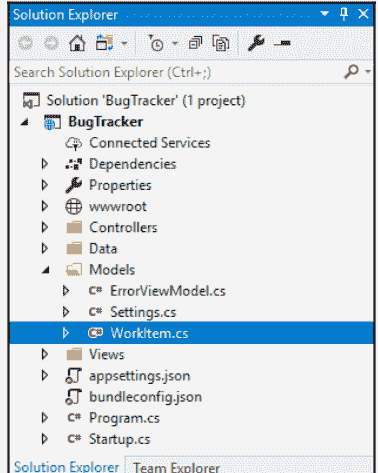 Solution Explorer
Search Solution Explorer (Ctrl+;)
Solution 'BugTracker' (1 project)
BugTracker
Connected Services
Dependencies
Properties
wwwroot
Controllers
Data
Models
C# ErrorViewModel.cs
C# Settings.cs
C# WorkItem.cs
Views
appsettings.json
bundleconfig.json
C# Program.cs
C# Startup.cs
Solution Explorer Team Explorer